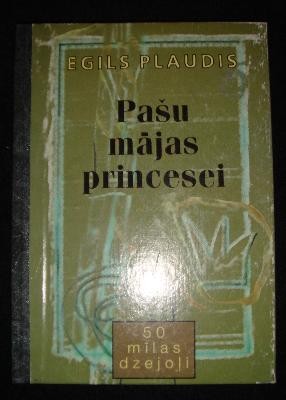 EGILS PLAUDIS
Pašu
mājas
princesei
50
mīlas
dzejoļi